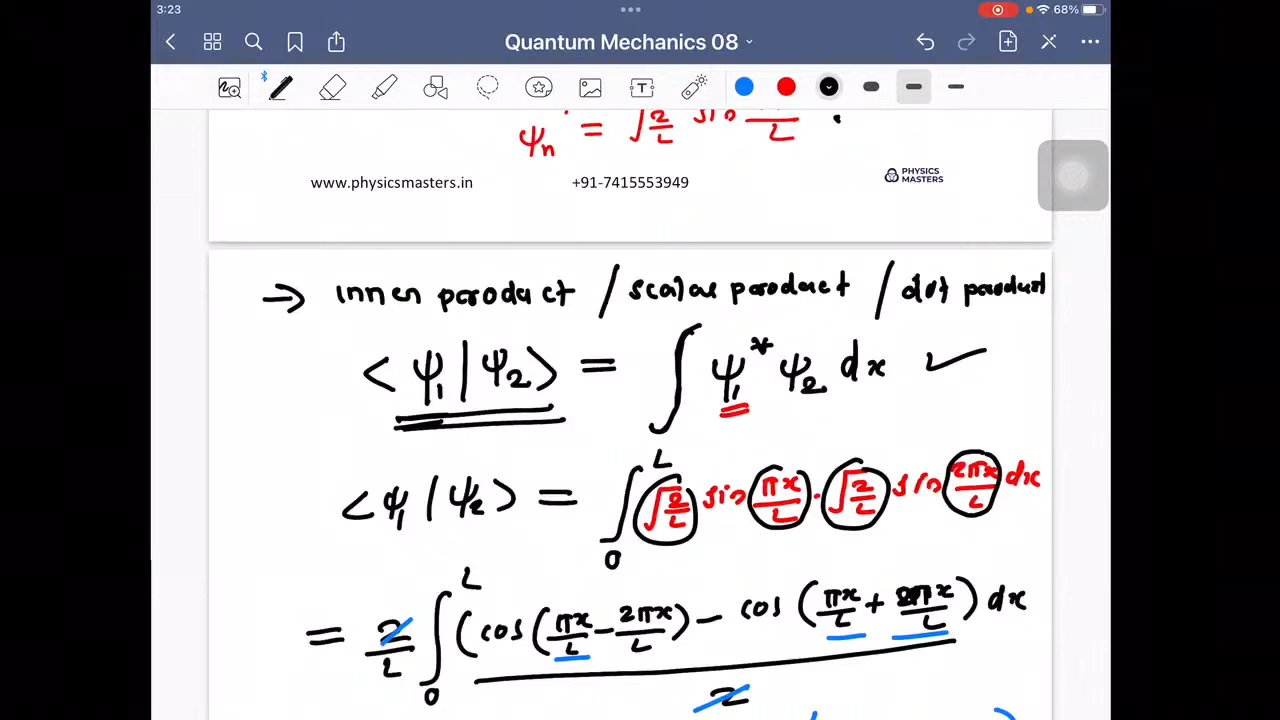 3:23
68%
Quantum Mechanics 08
T
ψn = √2/L sin /L
www.physicsmasters.in +91-7415553949 PHYSICS MASTERS
→ inner product / scalar product / dot product
<ψ1|ψ2> = ∫ ψ1* ψ2 dx ✓
<ψ1|ψ2> = ∫0^L √2/L sin πx/L · √2/L sin 2πx/L dx
= 2/L ∫0^L (cos(πx/L − 2πx/L) − cos(πx/L + 2πx/L)) dx
2